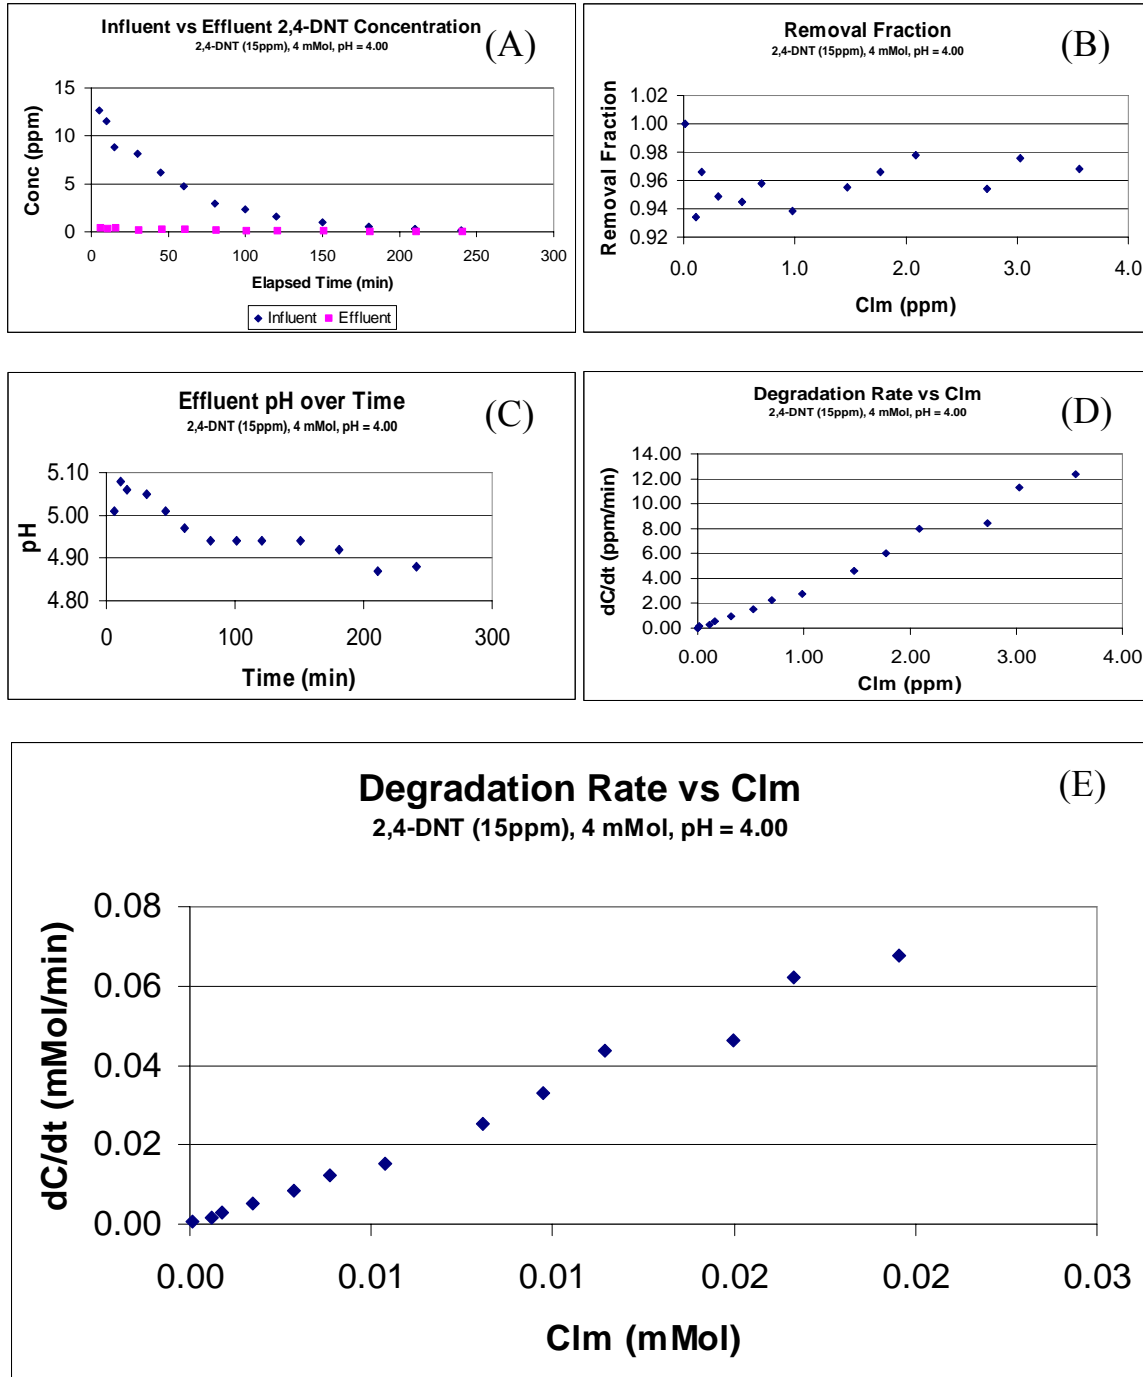 Influent vs Effluent 2,4-DNT Concentration
2,4-DNT (15ppm), 4 mMol, pH = 4.00
(A)
Conc (ppm)
15
10
5
0
0 50 100 150 200 250 300
Elapsed Time (min)
Influent Effluent
Removal Fraction
2,4-DNT (15ppm), 4 mMol, pH = 4.00
(B)
Removal Fraction
1.02
1.00
0.98
0.96
0.94
0.92
0.0 1.0 2.0 3.0 4.0
Clm (ppm)
Effluent pH over Time
2,4-DNT (15ppm), 4 mMol, pH = 4.00
(C)
pH
5.10
5.00
4.90
4.80
0 100 200 300
Time (min)
Degradation Rate vs Clm
2,4-DNT (15ppm), 4 mMol, pH = 4.00
(D)
dC/dt (ppm/min)
14.00
12.00
10.00
8.00
6.00
4.00
2.00
0.00
0.00 1.00 2.00 3.00 4.00
Clm (ppm)
Degradation Rate vs Clm
2,4-DNT (15ppm), 4 mMol, pH = 4.00
(E)
dC/dt (mMol/min)
0.08
0.06
0.04
0.02
0.00
0.00 0.01 0.01 0.02 0.02 0.03
Clm (mMol)